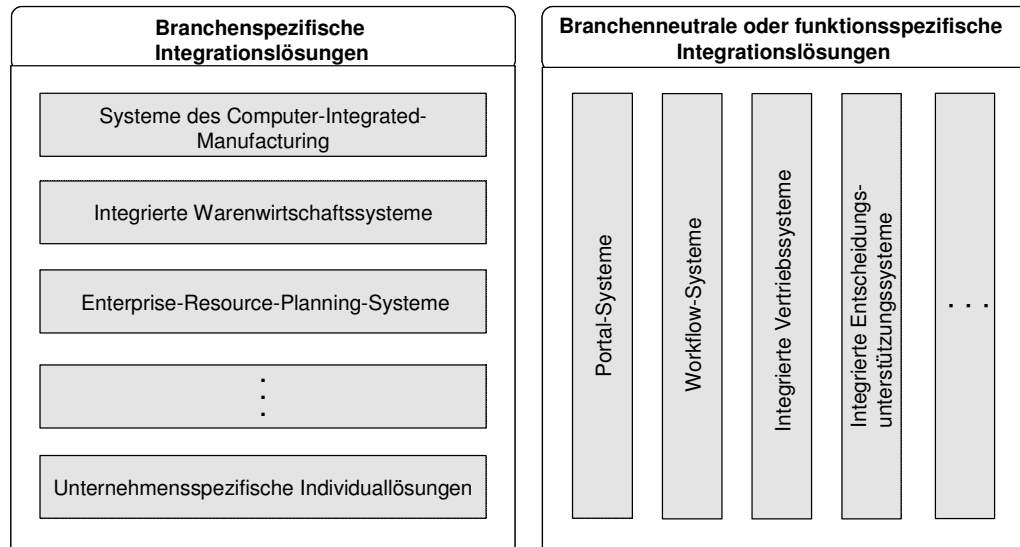 Branchenspezifische
Integrationslösungen
Systeme des Computer-Integrated-
Manufacturing
Integrierte Warenwirtschaftssysteme
Enterprise-Resource-Planning-Systeme
.
.
.
Unternehmensspezifische Individuallösungen
Branchenneutrale oder funktionsspezifische
Integrationslösungen
Portal-Systeme
Workflow-Systeme
Integrierte Vertriebssysteme
Integrierte Entscheidungs-
unterstützungssysteme
. . .